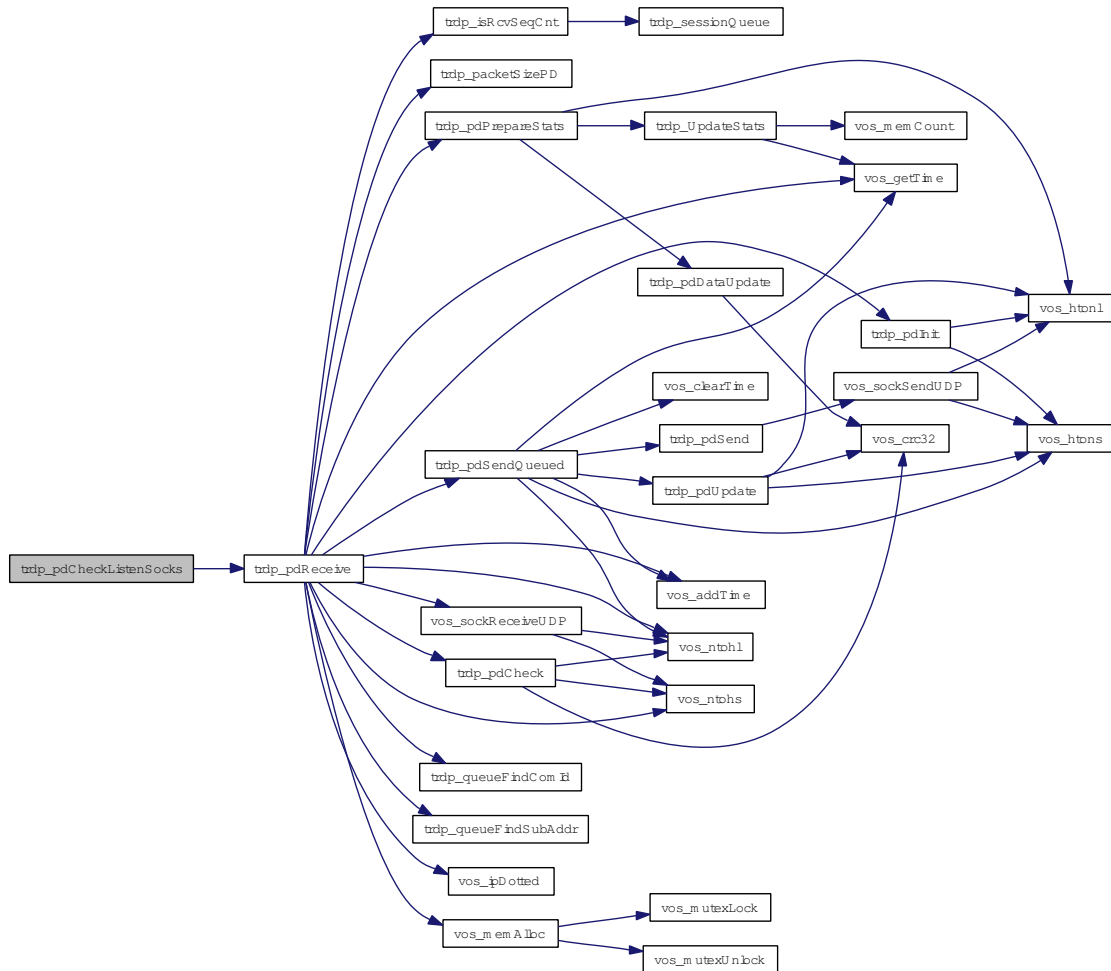 trdp_isRcvSeqCnt
trdp_sessionQueue
trdp_packetSizePD
trdp_pdPrepareStats
trdp_UpdateStats
vos_memCount
vos_getTime
trdp_pdDataUpdate
vos_htonl
trdp_pdInit
vos_clearTime
vos_sockSendUDP
trdp_pdSend
vos_crc32
vos_htons
trdp_pdSendQueued
trdp_pdUpdate
trdp_pdCheckListenSocks
trdp_pdReceive
vos_addTime
vos_sockReceiveUDP
vos_ntohl
trdp_pdCheck
vos_ntohs
trdp_queueFindComId
trdp_queueFindSubAddr
vos_ipDotted
vos_mutexLock
vos_memAlloc
vos_mutexUnlock